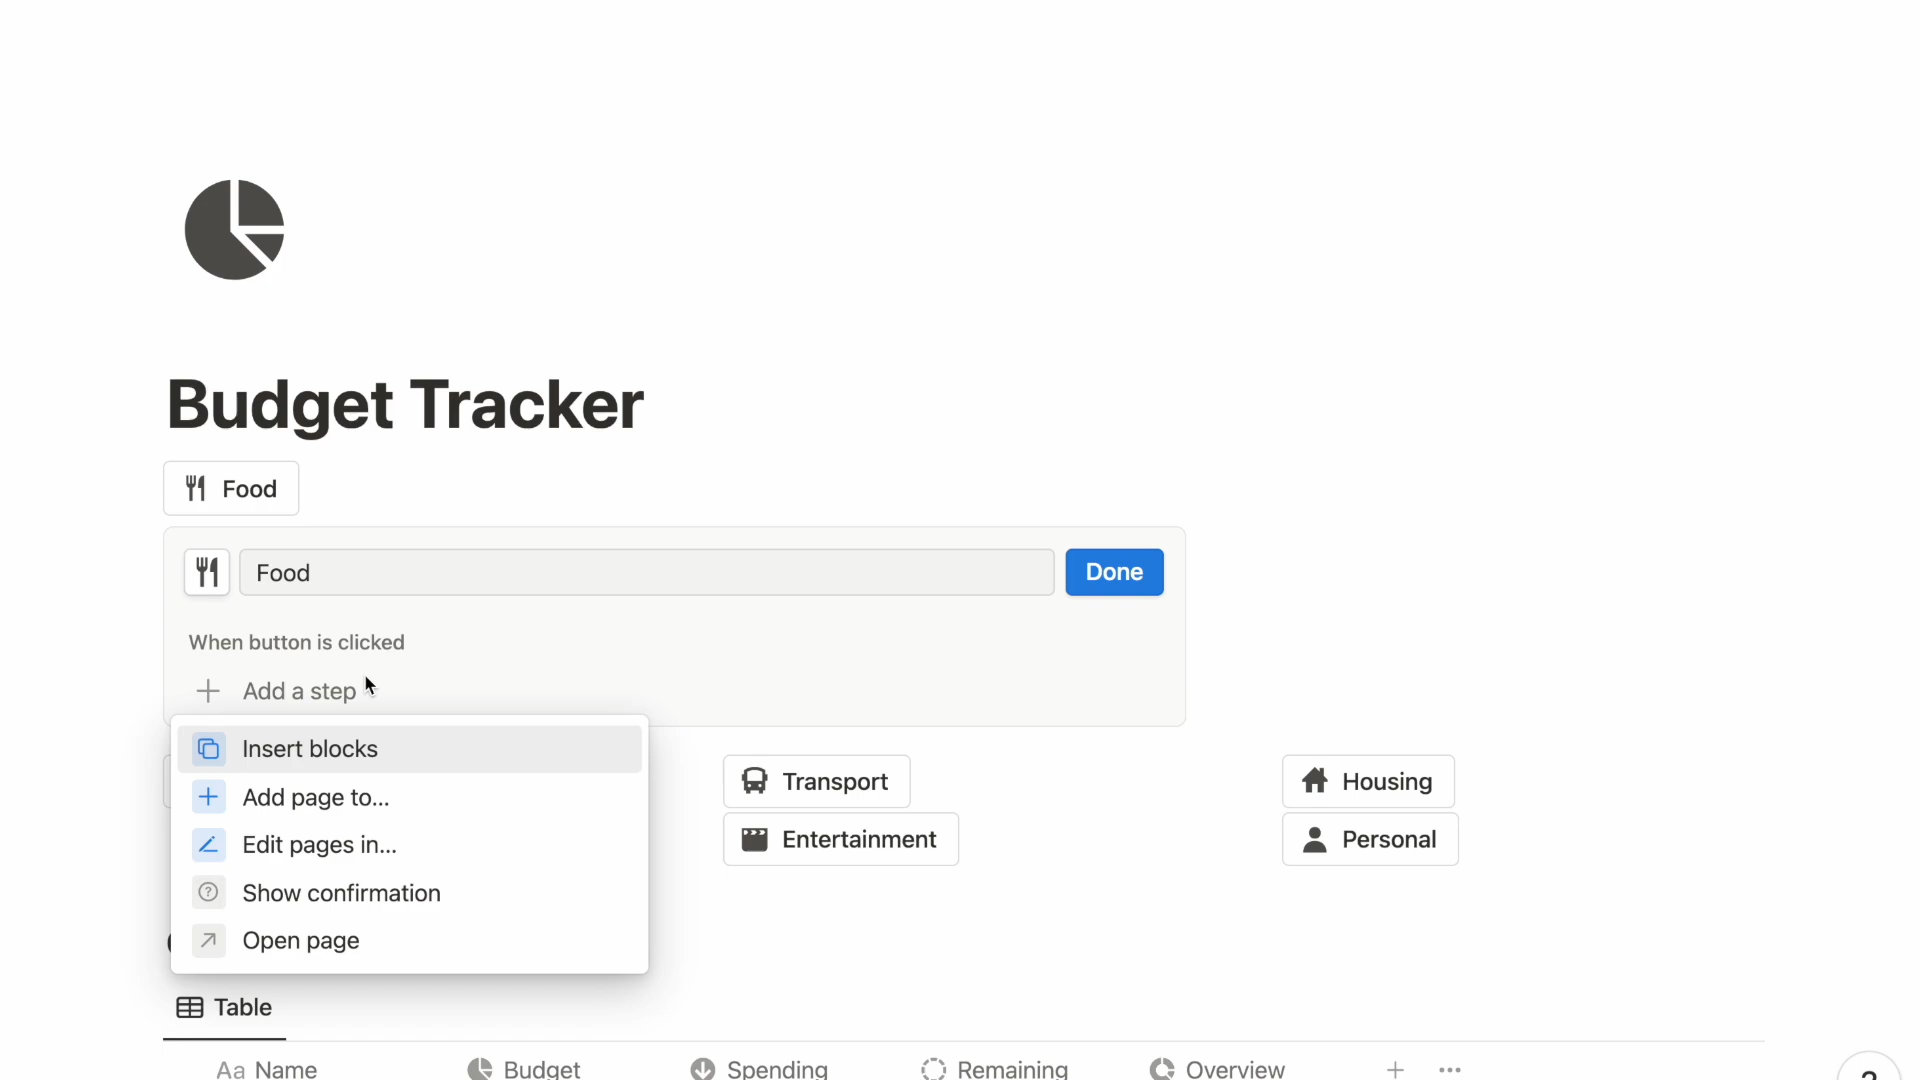 Budget Tracker
Food
Food
Done
When button is clicked
Add a step
Insert blocks
Add page to...
Edit pages in...
Show confirmation
Open page
Transport
Housing
Entertainment
Personal
Table
Aa Name
Budget
Spending
Remaining
Overview